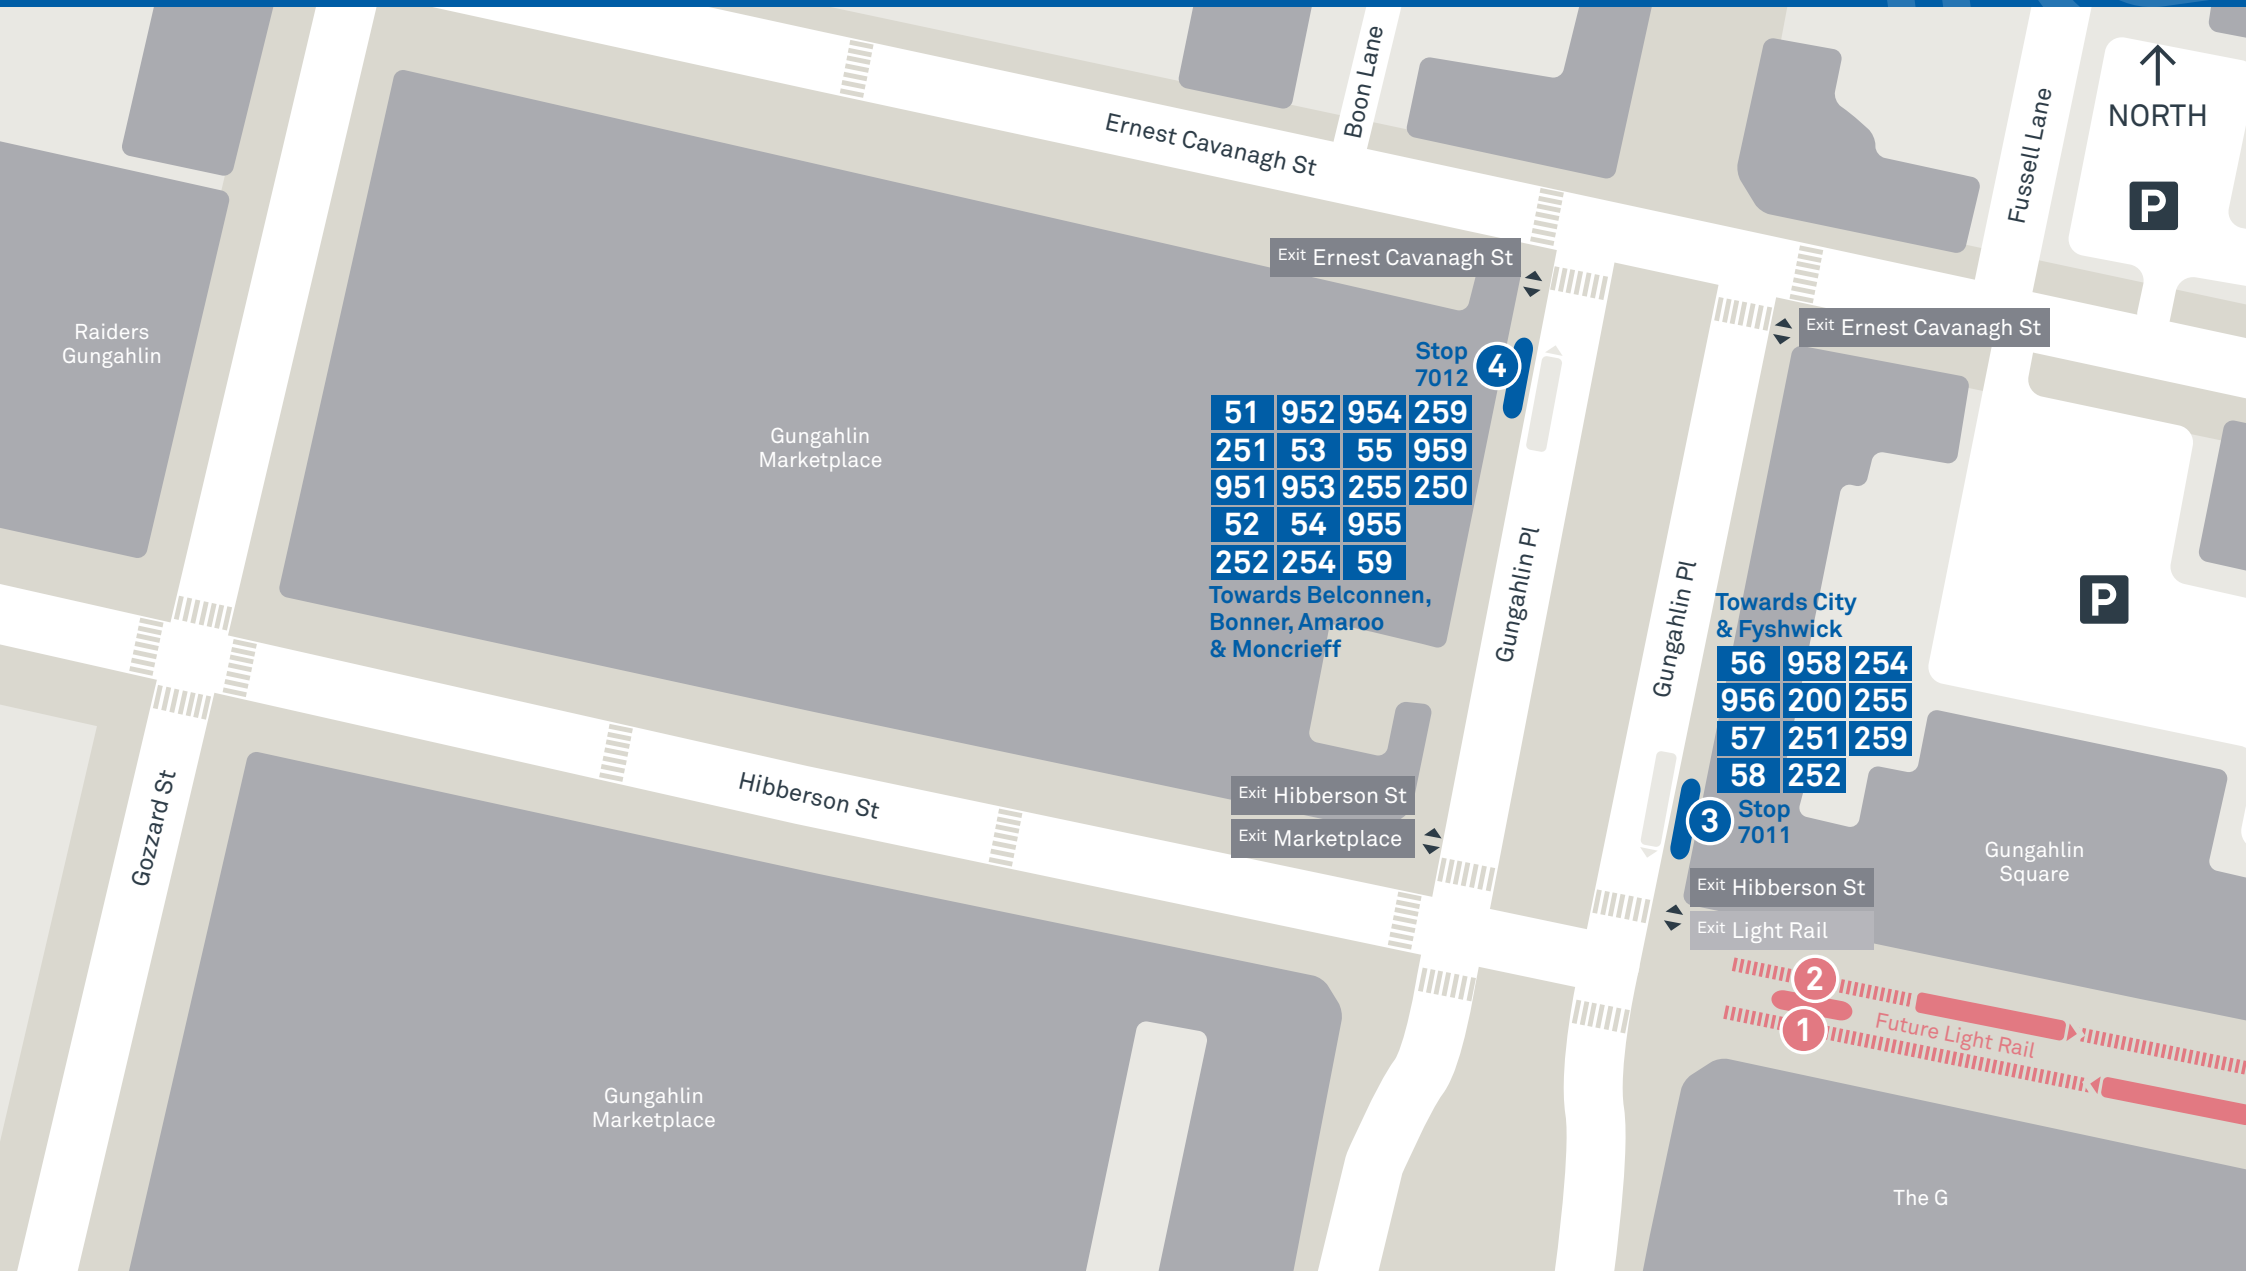 Boon Lane
Ernest Cavanagh St
Fussell Lane
NORTH
P
Exit Ernest Cavanagh St
Exit Ernest Cavanagh St
Raiders
Gungahlin
Gungahlin
Marketplace
Stop
7012
4
51 952 954 259
251 53 55 959
951 953 255 250
52 54 955
252 254 59
Towards Belconnen,
Bonner, Amaroo
& Moncrieff
Gungahlin Pl
Gungahlin Pl
P
Towards City
& Fyshwick
56 958 254
956 200 255
57 251 259
58 252
3
Stop
7011
Gozzard St
Hibberson St
Exit Hibberson St
Exit Marketplace
Gungahlin
Square
Exit Hibberson St
Exit Light Rail
2
1
Future Light Rail
Gungahlin
Marketplace
The G